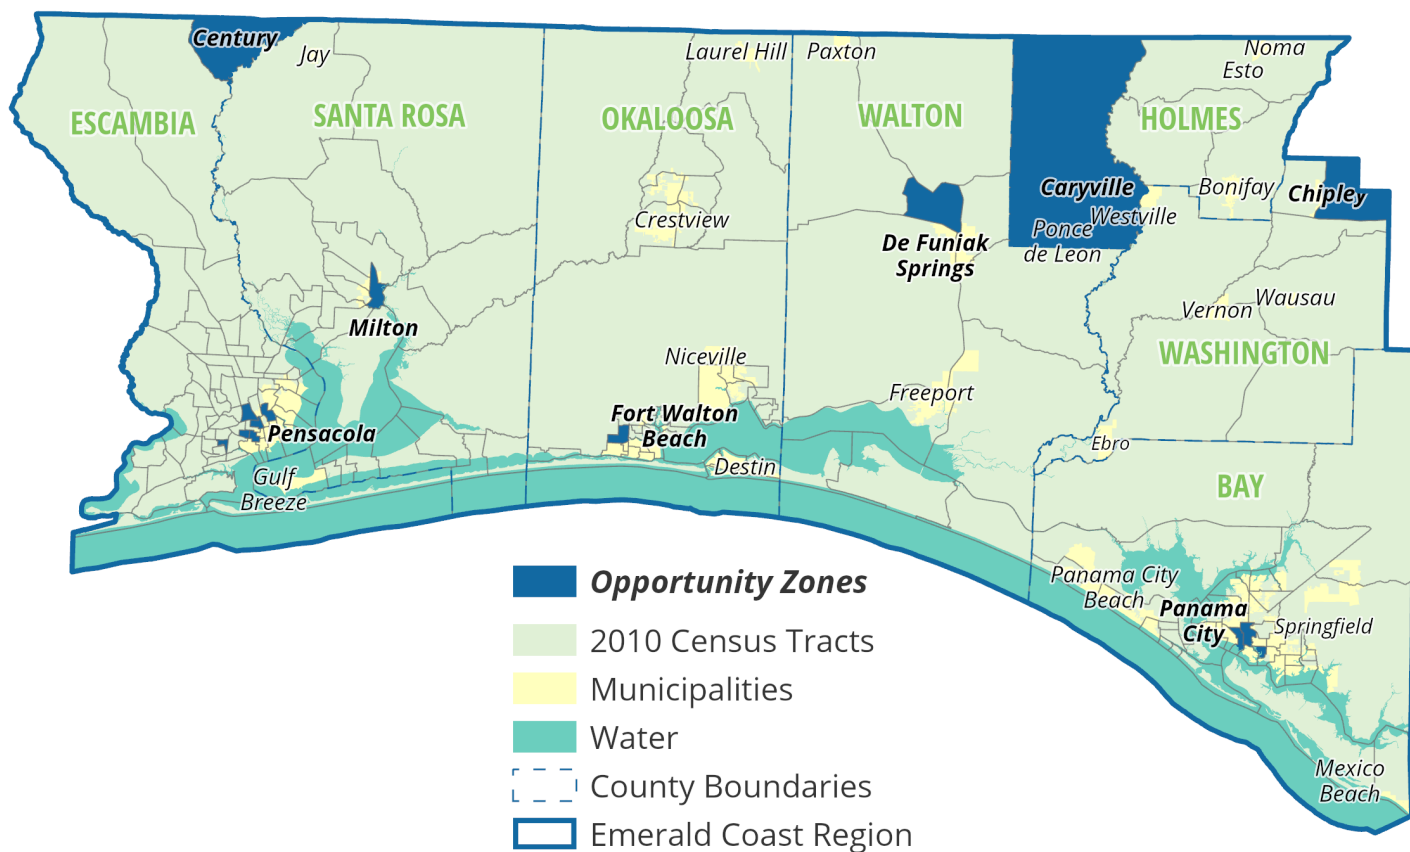 Century
Jay
Laurel Hill
Paxton
Noma
Esto
ESCAMBIA
SANTA ROSA
OKALOOSA
WALTON
HOLMES
Caryville
Bonifay
Chipley
Westville
Crestview
Ponce
de Leon
De Funiak
Springs
Vernon
Wausau
Milton
WASHINGTON
Niceville
Freeport
Fort Walton
Beach
Pensacola
Ebro
Destin
Gulf
Breeze
BAY
Panama City
Beach
Panama
City
Springfield
Mexico
Beach
Opportunity Zones
2010 Census Tracts
Municipalities
Water
County Boundaries
Emerald Coast Region